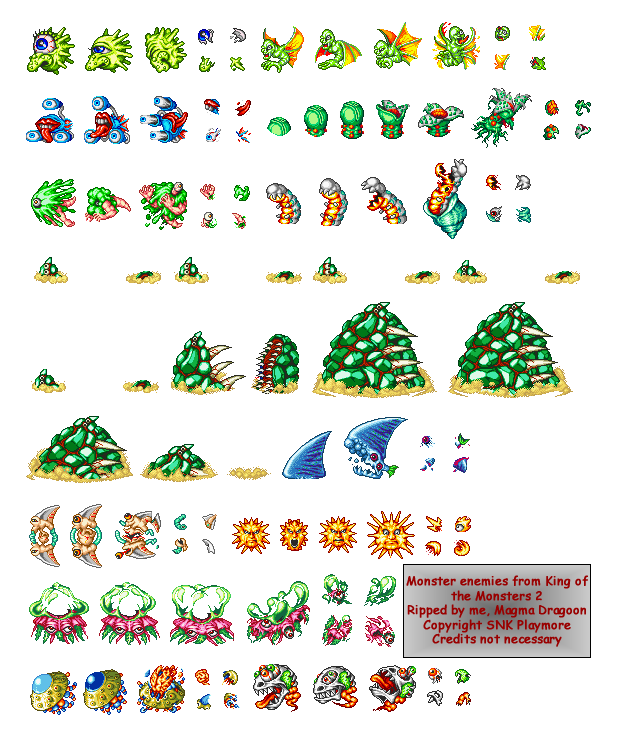 Monster enemies from King of
the Monsters 2
Ripped by me, Magma Dragoon
Copyright SNK Playmore
Credits not necessary